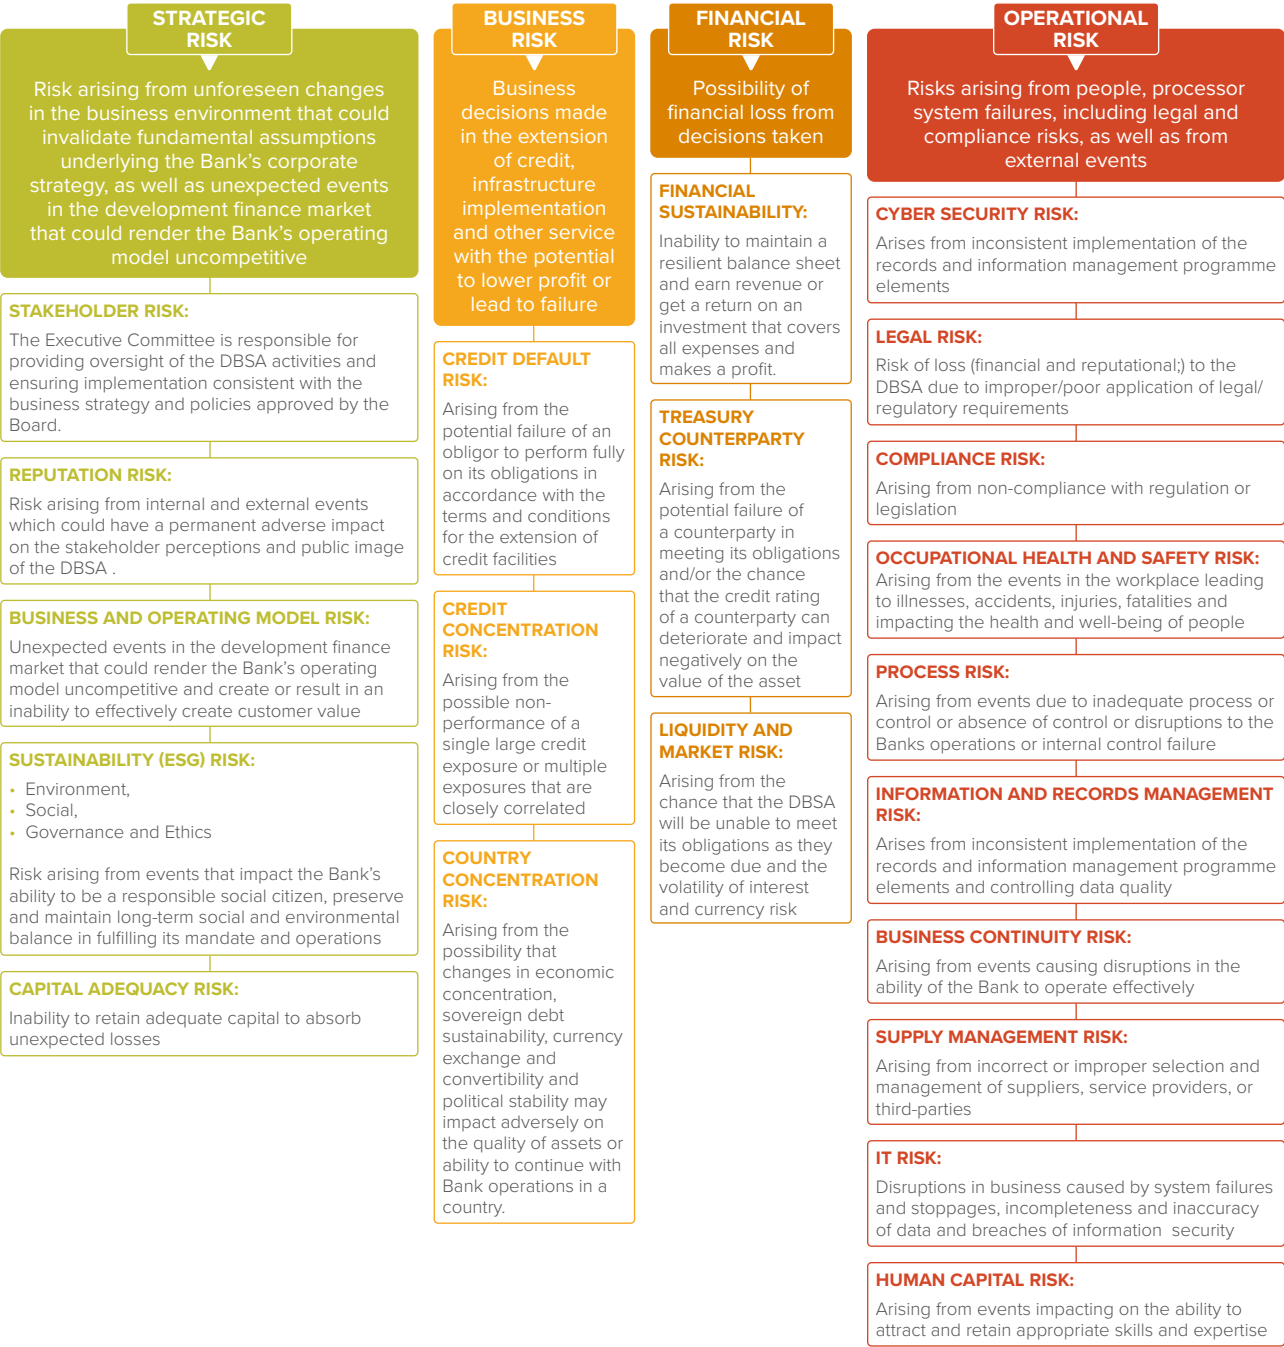 STRATEGIC
RISK
Risk arising from unforeseen changes
in the business environment that could
invalidate fundamental assumptions
underlying the Bank's corporate
strategy, as well as unexpected events
in the development finance market
that could render the Bank's operating
model uncompetitive
STAKEHOLDER RISK:
The Executive Committee is responsible for
providing oversight of the DBSA activities and
ensuring implementation consistent with the
business strategy and policies approved by the
Board.
REPUTATION RISK:
Risk arising from internal and external events
which could have a permanent adverse impact
on the stakeholder perceptions and public image
of the DBSA .
BUSINESS AND OPERATING MODEL RISK:
Unexpected events in the development finance
market that could render the Bank's operating
model uncompetitive and create or result in an
inability to effectively create customer value
SUSTAINABILITY (ESG) RISK:
• Environment,
• Social,
• Governance and Ethics
Risk arising from events that impact the Bank's
ability to be a responsible social citizen, preserve
and maintain long-term social and environmental
balance in fulfilling its mandate and operations
CAPITAL ADEQUACY RISK:
Inability to retain adequate capital to absorb
unexpected losses
BUSINESS
RISK
Business
decisions made
in the extension
of credit,
infrastructure
implementation
and other service
with the potential
to lower profit or
lead to failure
CREDIT DEFAULT
RISK:
Arising from the
potential failure of an
obligor to perform fully
on its obligations in
accordance with the
terms and conditions
for the extension of
credit facilities
CREDIT
CONCENTRATION
RISK:
Arising from the
possible non-
performance of a
single large credit
exposure or multiple
exposures that are
closely correlated
COUNTRY
CONCENTRATION
RISK:
Arising from the
possibility that
changes in economic
concentration,
sovereign debt
sustainability, currency
exchange and
convertibility and
political stability may
impact adversely on
the quality of assets or
ability to continue with
Bank operations in a
country.
FINANCIAL
RISK
Possibility of
financial loss from
decisions taken
FINANCIAL
SUSTAINABILITY:
Inability to maintain a
resilient balance sheet
and earn revenue or
get a return on an
investment that covers
all expenses and
makes a profit.
TREASURY
COUNTERPARTY
RISK:
Arising from the
potential failure of
a counterparty in
meeting its obligations
and/or the chance
that the credit rating
of a counterparty can
deteriorate and impact
negatively on the
value of the asset
LIQUIDITY AND
MARKET RISK:
Arising from the
chance that the DBSA
will be unable to meet
its obligations as they
become due and the
volatility of interest
and currency risk
OPERATIONAL
RISK
Risks arising from people, processor
system failures, including legal and
compliance risks, as well as from
external events
CYBER SECURITY RISK:
Arises from inconsistent implementation of the
records and information management programme
elements
LEGAL RISK:
Risk of loss (financial and reputational;) to the
DBSA due to improper/poor application of legal/
regulatory requirements
COMPLIANCE RISK:
Arising from non-compliance with regulation or
legislation
OCCUPATIONAL HEALTH AND SAFETY RISK:
Arising from the events in the workplace leading
to illnesses, accidents, injuries, fatalities and
impacting the health and well-being of people
PROCESS RISK:
Arising from events due to inadequate process or
control or absence of control or disruptions to the
Banks operations or internal control failure
INFORMATION AND RECORDS MANAGEMENT
RISK:
Arises from inconsistent implementation of the
records and information management programme
elements and controlling data quality
BUSINESS CONTINUITY RISK:
Arising from events causing disruptions in the
ability of the Bank to operate effectively
SUPPLY MANAGEMENT RISK:
Arising from incorrect or improper selection and
management of suppliers, service providers, or
third-parties
IT RISK:
Disruptions in business caused by system failures
and stoppages, incompleteness and inaccuracy
of data and breaches of information security
HUMAN CAPITAL RISK:
Arising from events impacting on the ability to
attract and retain appropriate skills and expertise